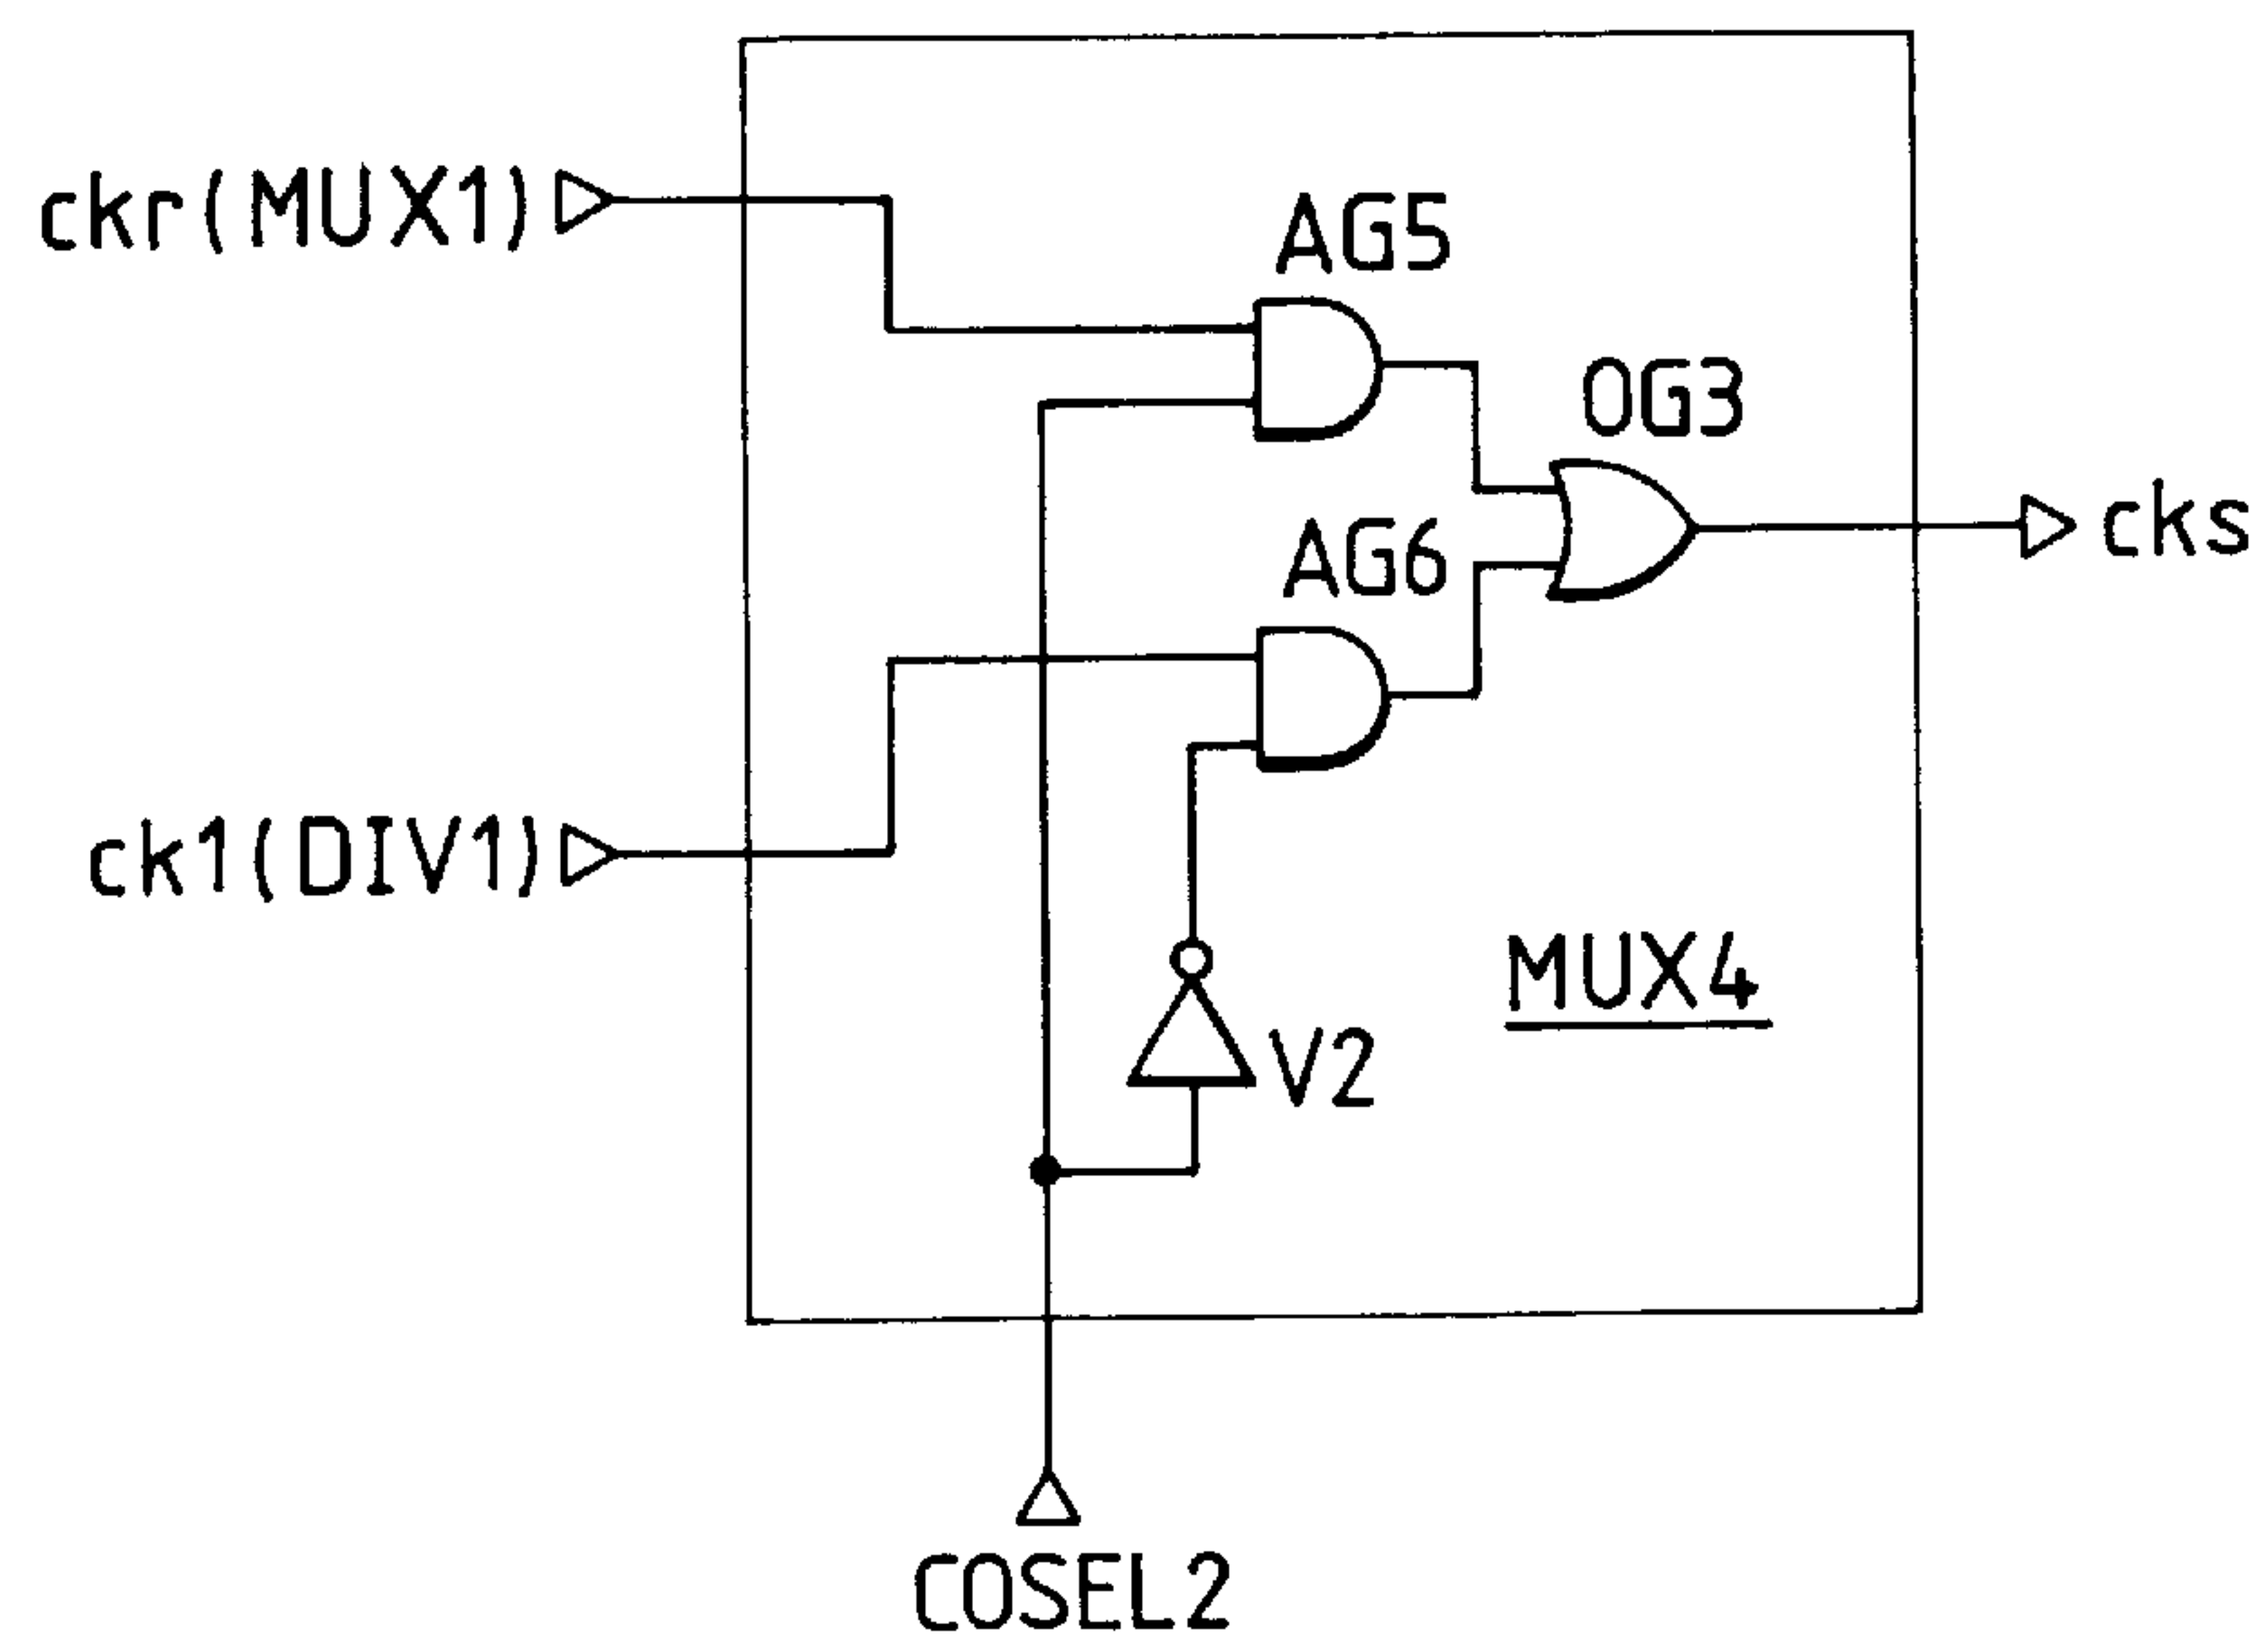 ckr(MUX1)
AG5
OG3
cks
AG6
ck1(DIV1)
MUX4
V2
COSEL2